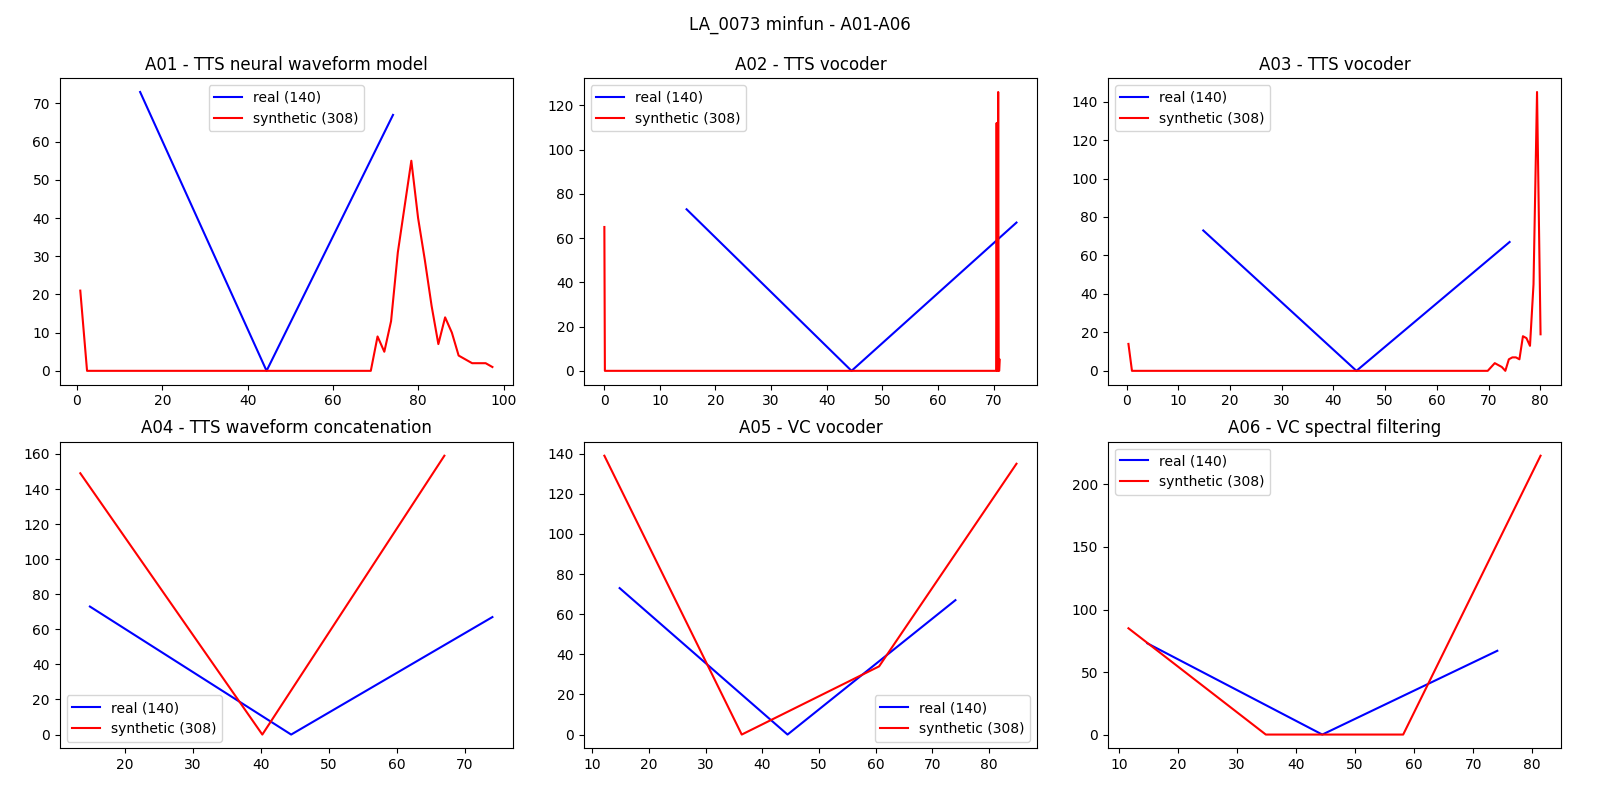 LA_0073 minfun - A01-A06
A01 - TTS neural waveform model
real (140)
synthetic (308)
70
60
50
40
30
20
10
0
0 20 40 60 80 100
A02 - TTS vocoder
real (140)
synthetic (308)
120
100
80
60
40
20
0
0 10 20 30 40 50 60 70
A03 - TTS vocoder
real (140)
synthetic (308)
140
120
100
80
60
40
20
0
0 10 20 30 40 50 60 70 80
A04 - TTS waveform concatenation
160
140
120
100
80
60
40
20
0
real (140)
synthetic (308)
20 30 40 50 60 70
A05 - VC vocoder
140
120
100
80
60
40
20
0
real (140)
synthetic (308)
10 20 30 40 50 60 70 80
A06 - VC spectral filtering
real (140)
synthetic (308)
200
150
100
50
0
10 20 30 40 50 60 70 80